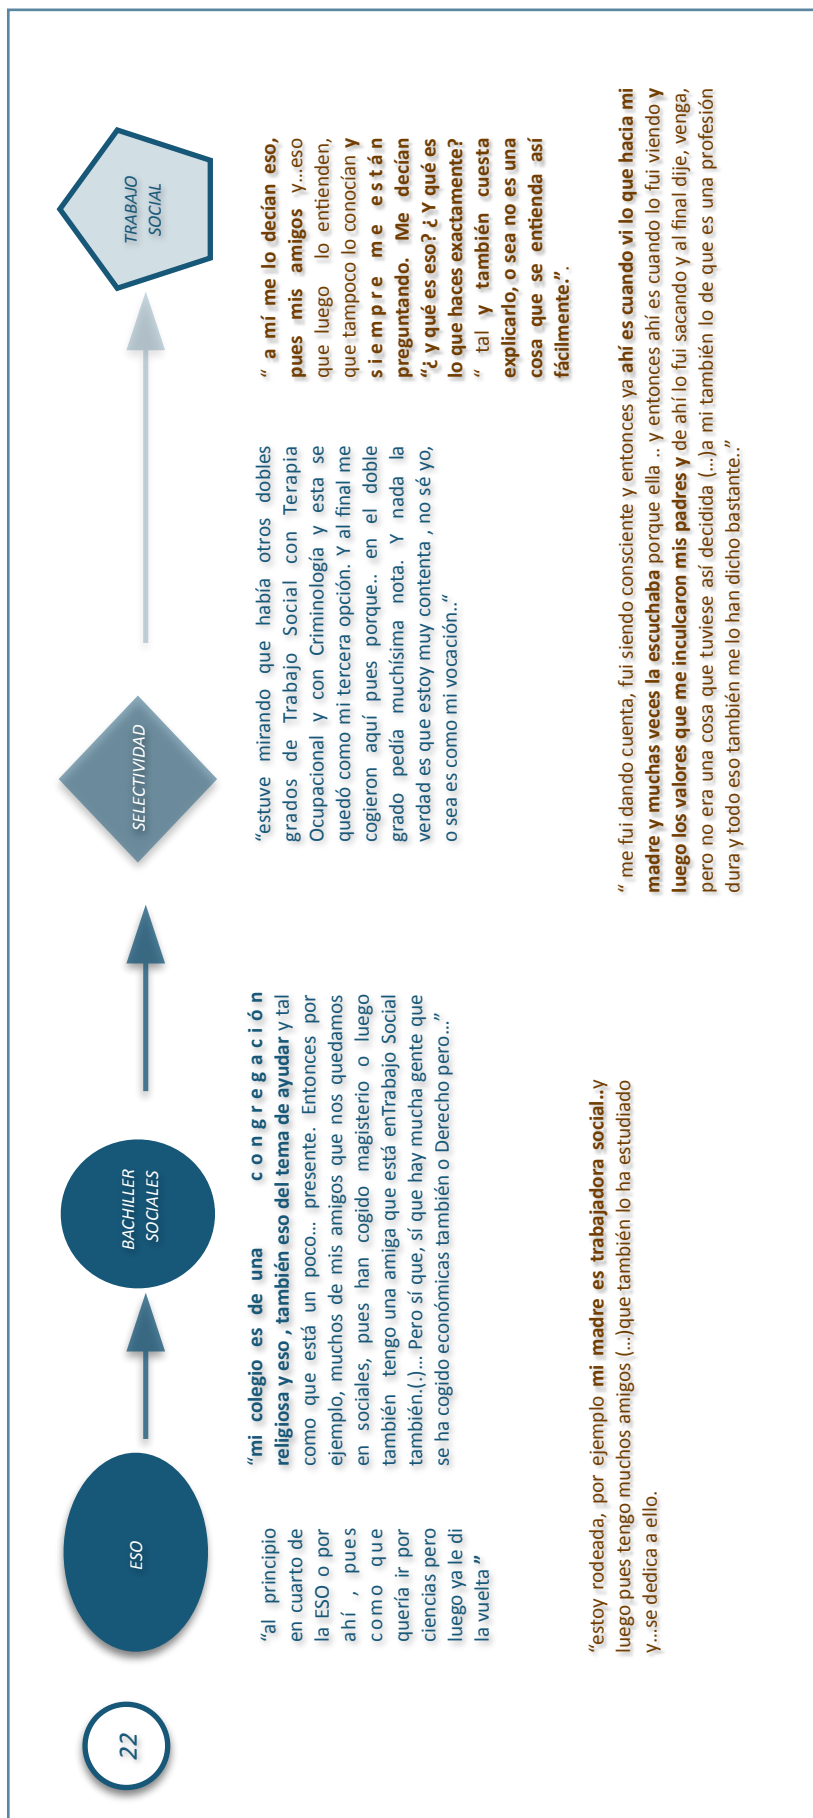 22
ESO
BACHILLER
SOCIALES
SELECTIVIDAD
TRABAJO
SOCIAL
“al principio
en cuarto de
la ESO o por
ahí , pues
como que
quería ir por
ciencias pero
luego ya le di
la vuelta”
“mi colegio es de una congregación
religiosa y eso , también eso del tema de ayudar y tal
como que está un poco... presente. Entonces por
ejemplo, muchos de mis amigos que nos quedamos
en sociales, pues han cogido magisterio o luego
también tengo una amiga que está enTrabajo Social
también.(.)... Pero sí que, sí que hay mucha gente que
se ha cogido económicas también o Derecho pero...”
“estuve mirando que había otros dobles
grados de Trabajo Social con Terapia
Ocupacional y con Criminología y esta se
quedó como mi tercera opción. Y al final me
cogieron aquí pues porque.. en el doble
grado pedía muchísima nota. Y nada la
verdad es que estoy muy contenta , no sé yo,
o sea es como mi vocación..“
“ a mí me lo decían eso,
pues mis amigos y...eso
que luego lo entienden,
que tampoco lo conocían y
siempre me están
preguntando. Me decían
“¿ y qué es eso? ¿ Y qué es
lo que haces exactamente?
“ tal y también cuesta
explicarlo, o sea no es una
cosa que se entienda así
fácilmente.”.
“estoy rodeada, por ejemplo mi madre es trabajadora social..y
luego pues tengo muchos amigos (...)que también lo ha estudiado
y...se dedica a ello.
“ me fui dando cuenta, fui siendo consciente y entonces ya ahí es cuando vi lo que hacia mi
madre y muchas veces la escuchaba porque ella .. y entonces ahí es cuando lo fui viendo y
luego los valores que me inculcaron mis padres y de ahí lo fui sacando y al final dije, venga,
pero no era una cosa que tuviese así decidida (...)a mi también lo de que es una profesión
dura y todo eso también me lo han dicho bastante..”